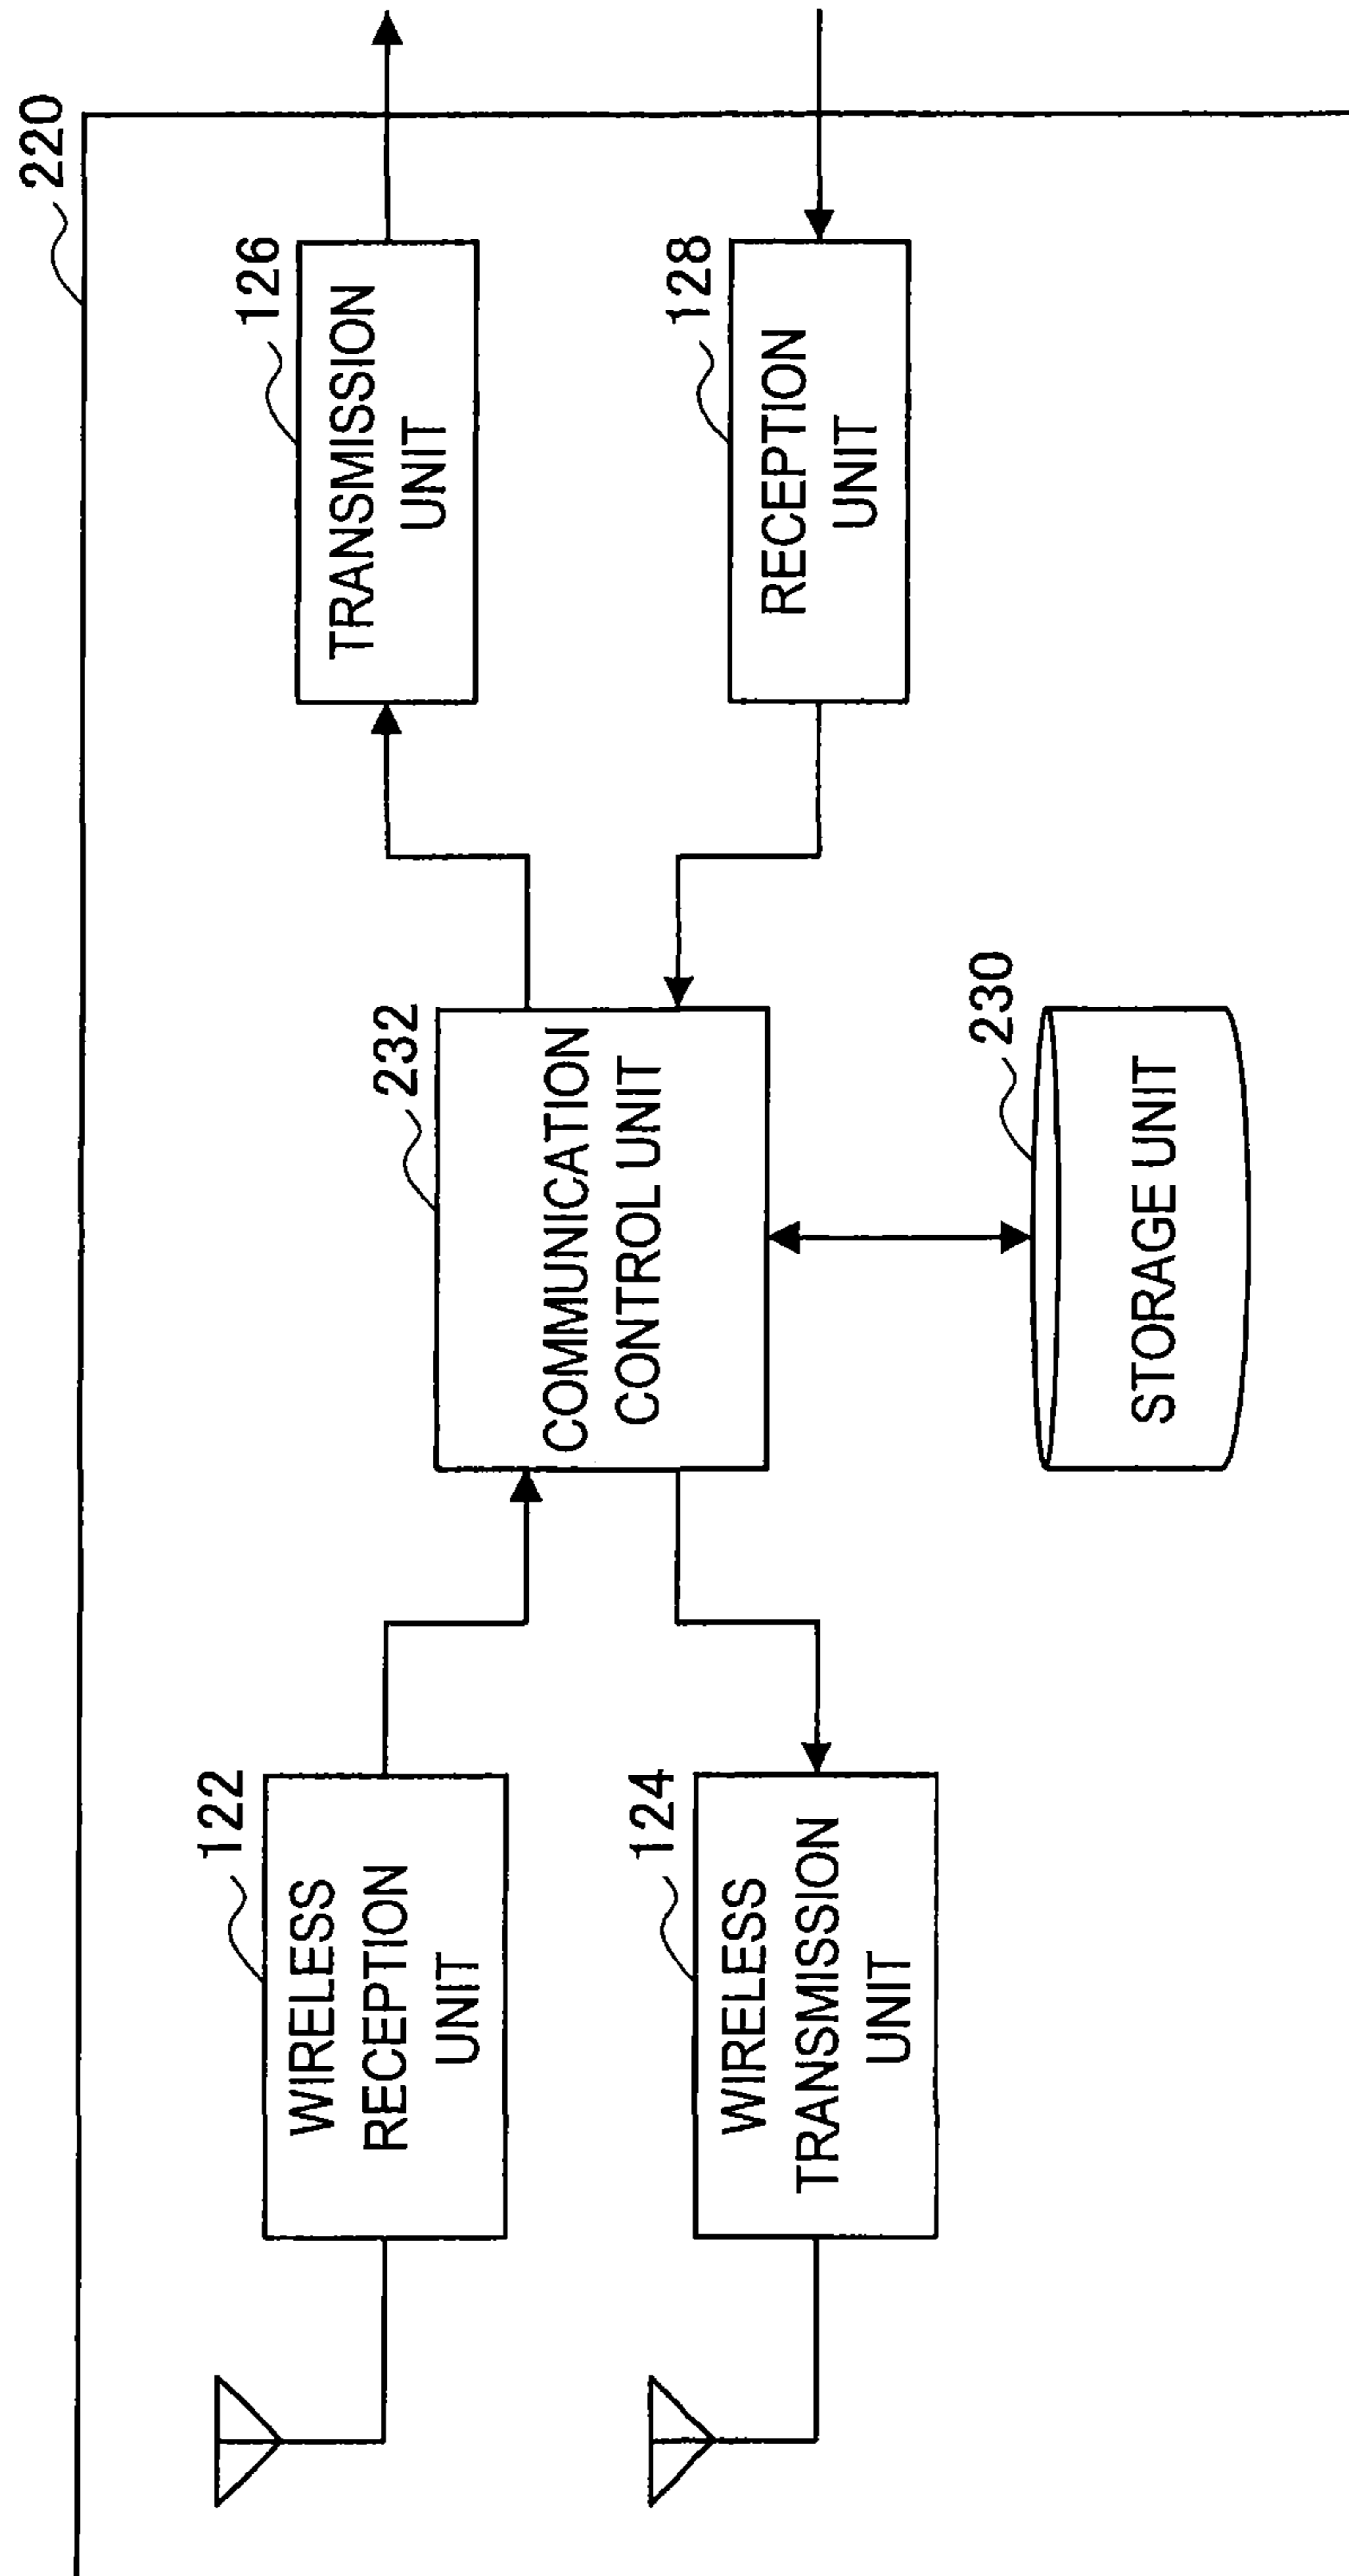 220
122
WIRELESS
RECEPTION
UNIT
232
COMMUNICATION
CONTROL UNIT
126
TRANSMISSION
UNIT
124
WIRELESS
TRANSMISSION
UNIT
128
RECEPTION
UNIT
230
STORAGE UNIT